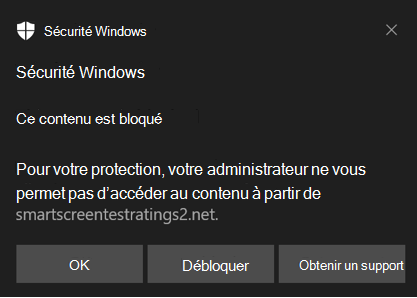 Sécurité Windows
Sécurité Windows
Ce contenu est bloqué
Pour votre protection, votre administrateur ne vous
permet pas d’accéder au contenu à partir de
smartscreentestratings2.net.
OK
Débloquer
Obtenir un support